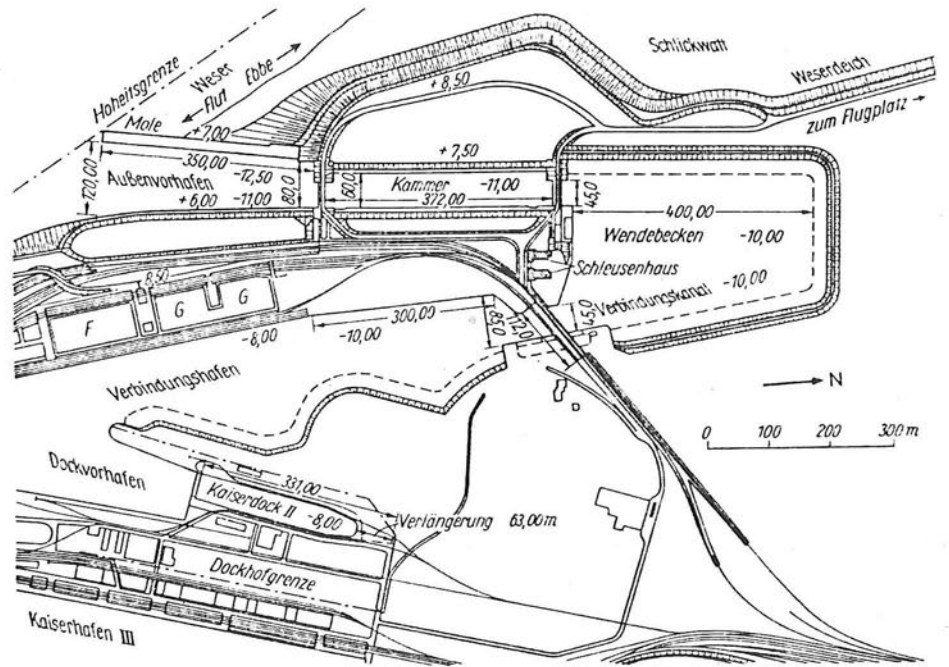 Schlickwatt
Hoheitsgrenze
Weser
Flut Ebbe
Weserdeich
zum Flugplatz
+8,50
Mole
+7,00
350,00
-12,50
+7,50
120,00
Außenvorhafen
80,0
60,0
Kammer -11,00
372,00
45,0
+6,00 -11,00
400,00
Wendebecken -10,00
Schleusenhaus
8,50
Verbindungskanal -10,00
F G G
300,00
85,0
12,0
45,0
-8,00
-10,00
Verbindungshafen
N
0 100 200 300 m
Dockvorhafen
331,00
Kaiserdock II -8,00
Verlängerung 63,00 m
Dockhofgrenze
Kaiserhafen III